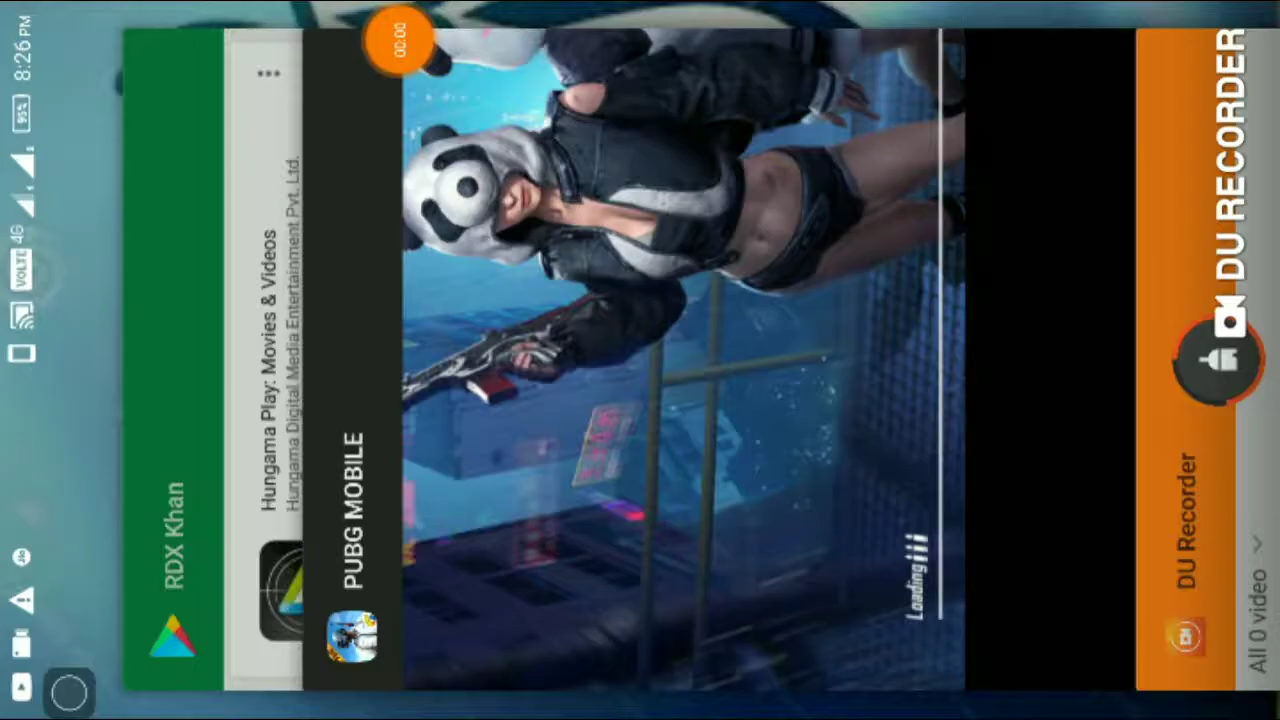 95%
8:26 PM
VOLTE 4G
RDX Khan
Hungama Play: Movies & Videos
Hungama Digital Media Entertainment Pvt. Ltd.
PUBG MOBILE
00:00
Loading
DU Recorder
All 0 video
DU RECORDER